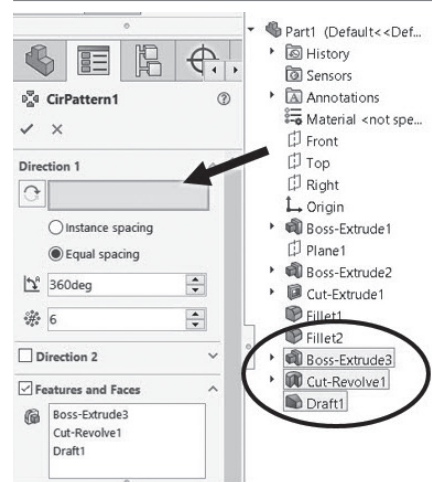 CirPattern1
Direction 1
Instance spacing
Equal spacing
360deg
6
Direction 2
Features and Faces
Boss-Extrude3
Cut-Revolve1
Draft1
Part1 (Default<<Def...
History
Sensors
Annotations
Material <not spe...
Front
Top
Right
Origin
Boss-Extrude1
Plane1
Boss-Extrude2
Cut-Extrude1
Fillet1
Fillet2
Boss-Extrude3
Cut-Revolve1
Draft1